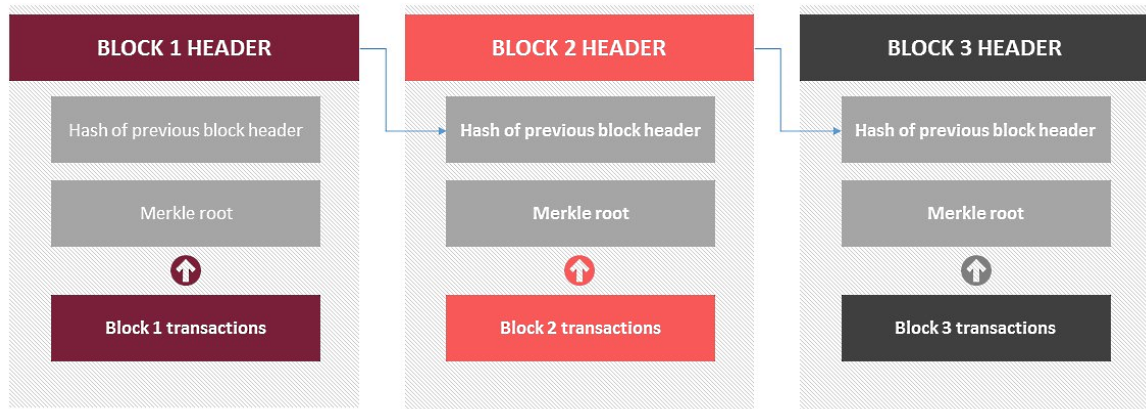 BLOCK 1 HEADER
Hash of previous block header
Merkle root
Block 1 transactions
BLOCK 2 HEADER
Hash of previous block header
Merkle root
Block 2 transactions
BLOCK 3 HEADER
Hash of previous block header
Merkle root
Block 3 transactions